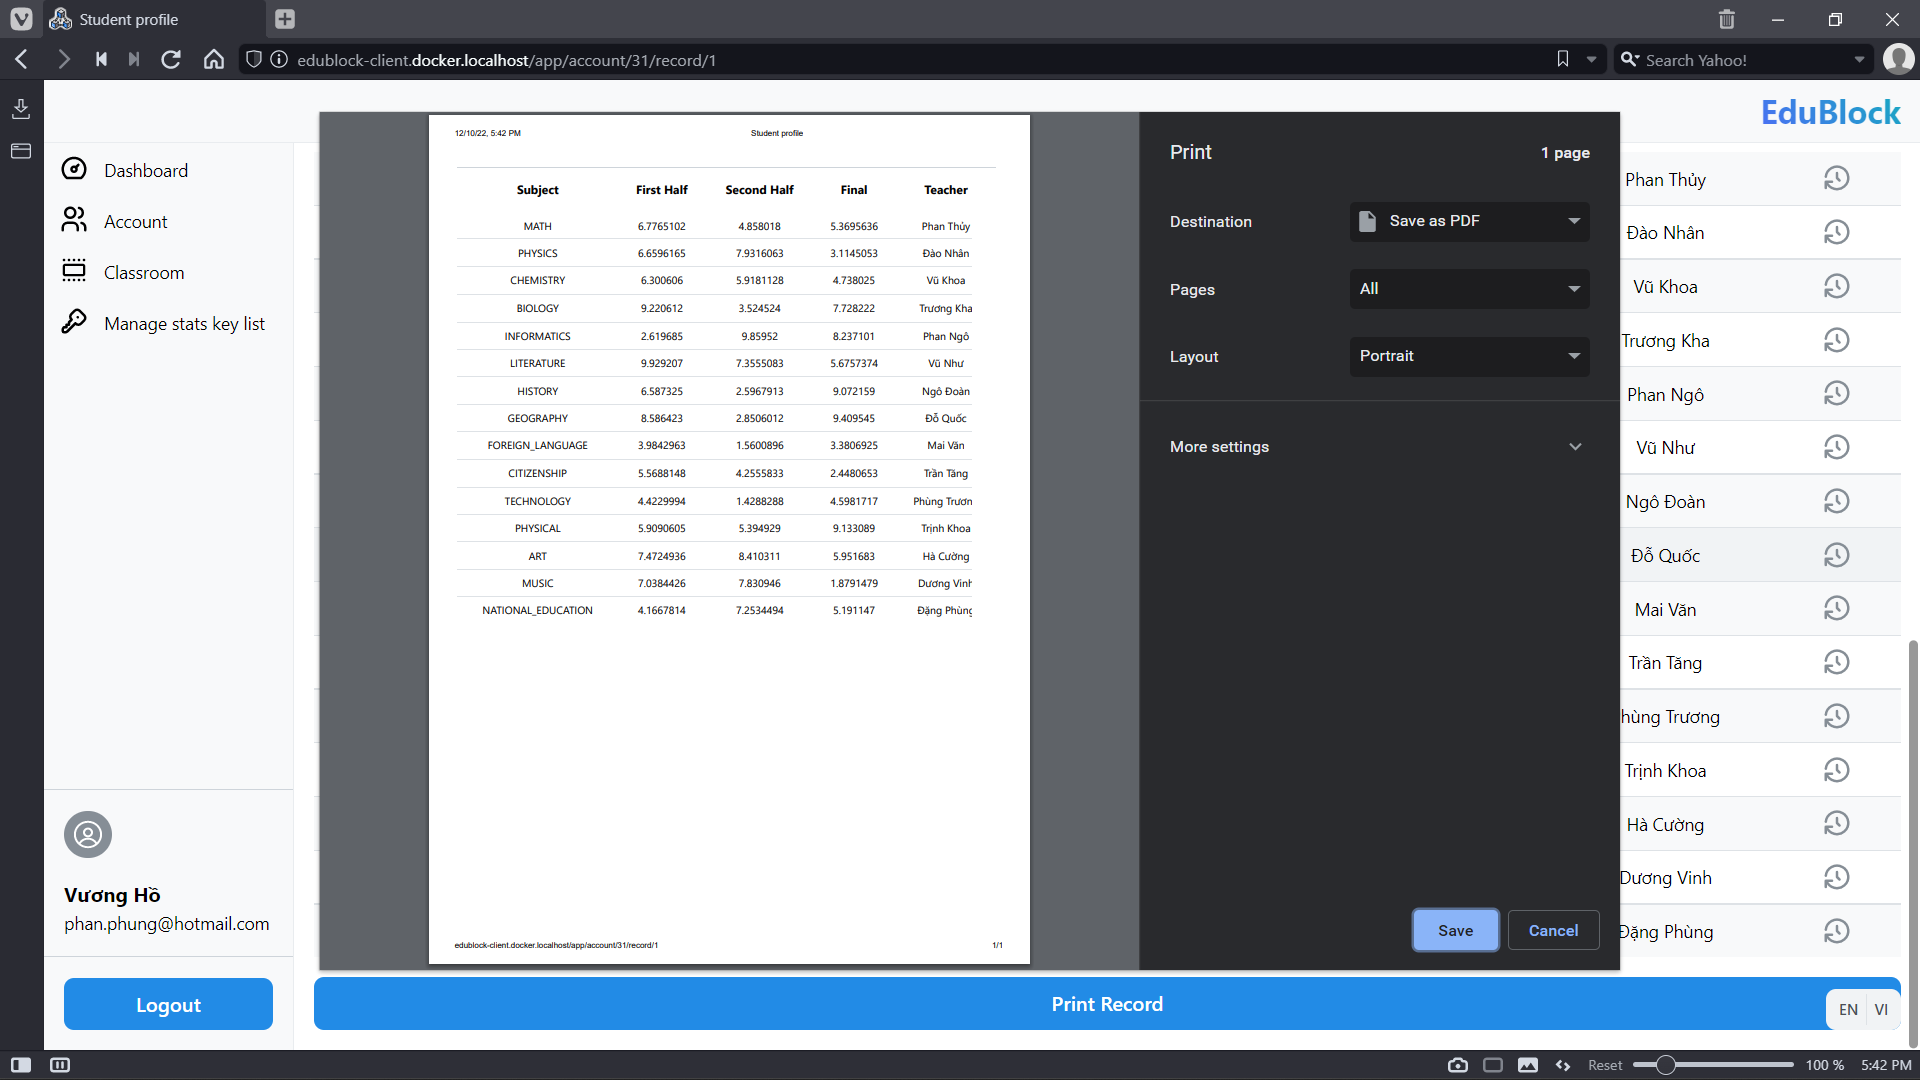 Student profile
edublock-client.docker.localhost/app/account/31/record/1
Search Yahoo!
EduBlock
Dashboard
Account
Classroom
Manage stats key list
Vương Hồ
phan.phung@hotmail.com
Logout
12/10/22, 5:42 PM Student profile
Subject First Half Second Half Final Teacher
MATH 6.7765102 4.858018 5.3695636 Phan Thủy
PHYSICS 6.6596165 7.9316063 3.1145053 Đào Nhân
CHEMISTRY 6.300606 5.9181128 4.738025 Vũ Khoa
BIOLOGY 9.220612 3.524524 7.728222 Trương Kha
INFORMATICS 2.619685 9.85952 8.237101 Phan Ngô
LITERATURE 9.929207 7.3555083 5.6757374 Vũ Như
HISTORY 6.587325 2.5967913 9.072159 Ngô Đoàn
GEOGRAPHY 8.586423 2.8506012 9.409545 Đỗ Quốc
FOREIGN_LANGUAGE 3.9842963 1.5600896 3.3806925 Mai Văn
CITIZENSHIP 5.5688148 4.2555833 2.4480653 Trần Tăng
TECHNOLOGY 4.4229994 1.4288288 4.5981717 Phùng Trươn
PHYSICAL 5.9090605 5.394929 9.133089 Trịnh Khoa
ART 7.4724936 8.410311 5.951683 Hà Cường
MUSIC 7.0384426 7.830946 1.8791479 Dương Vinh
NATIONAL_EDUCATION 4.1667814 7.2534494 5.191147 Đặng Phùng
edublock-client.docker.localhost/app/account/31/record/1 1/1
Print 1 page
Destination Save as PDF
Pages All
Layout Portrait
More settings
Save Cancel
Phan Thủy
Đào Nhân
Vũ Khoa
Trương Kha
Phan Ngô
Vũ Như
Ngô Đoàn
Đỗ Quốc
Mai Văn
Trần Tăng
hùng Trương
Trịnh Khoa
Hà Cường
Dương Vinh
Đặng Phùng
Print Record
EN VI
Reset 100 % 5:42 PM